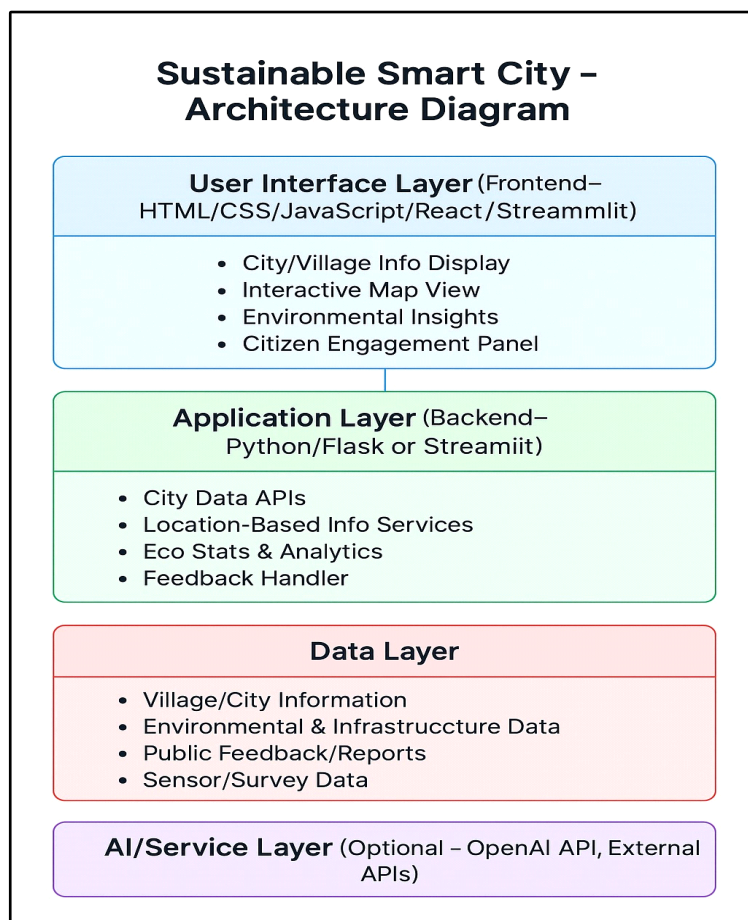 Sustainable Smart City –
Architecture Diagram
User Interface Layer (Frontend–
HTML/CSS/JavaScript/React/Streammlit)
• City/Village Info Display
• Interactive Map View
• Environmental Insights
• Citizen Engagement Panel
Application Layer (Backend–
Python/Flask or Streamiit)
• City Data APIs
• Location-Based Info Services
• Eco Stats & Analytics
• Feedback Handler
Data Layer
• Village/City Information
• Environmental & Infrastruccture Data
• Public Feedback/Reports
• Sensor/Survey Data
AI/Service Layer (Optional – OpenAI API, External
APIs)